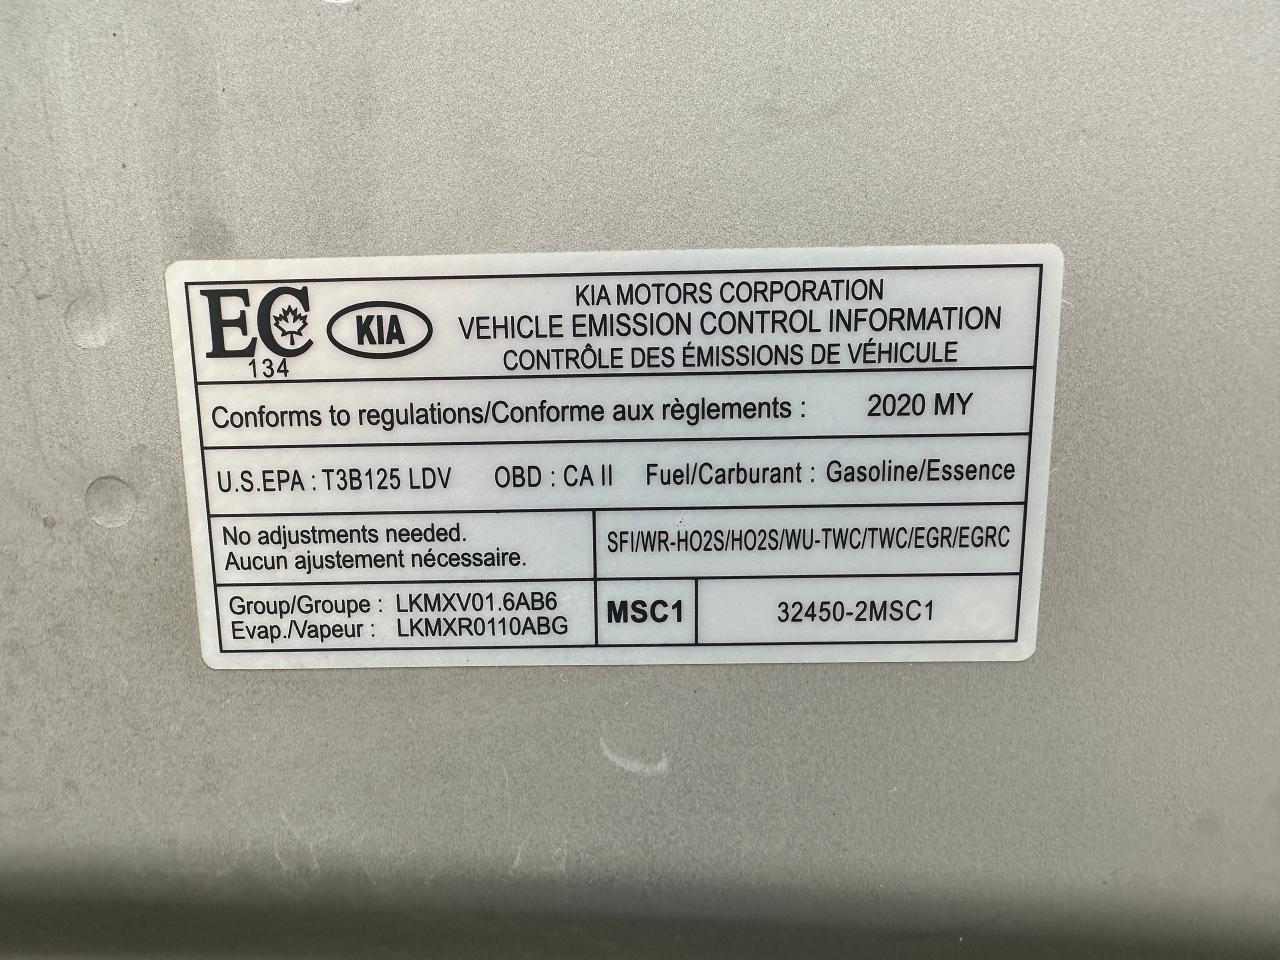 EC
134
KIA
KIA MOTORS CORPORATION
VEHICLE EMISSION CONTROL INFORMATION
CONTRÔLE DES ÉMISSIONS DE VÉHICULE
Conforms to regulations/Conforme aux règlements : 2020 MY
U.S.EPA : T3B125 LDV OBD : CA II Fuel/Carburant : Gasoline/Essence
No adjustments needed.
Aucun ajustement nécessaire.
SFI/WR-HO2S/HO2S/WU-TWC/TWC/EGR/EGRC
Group/Groupe : LKMXV01.6AB6
Evap./Vapeur : LKMXR0110ABG
MSC1
32450-2MSC1